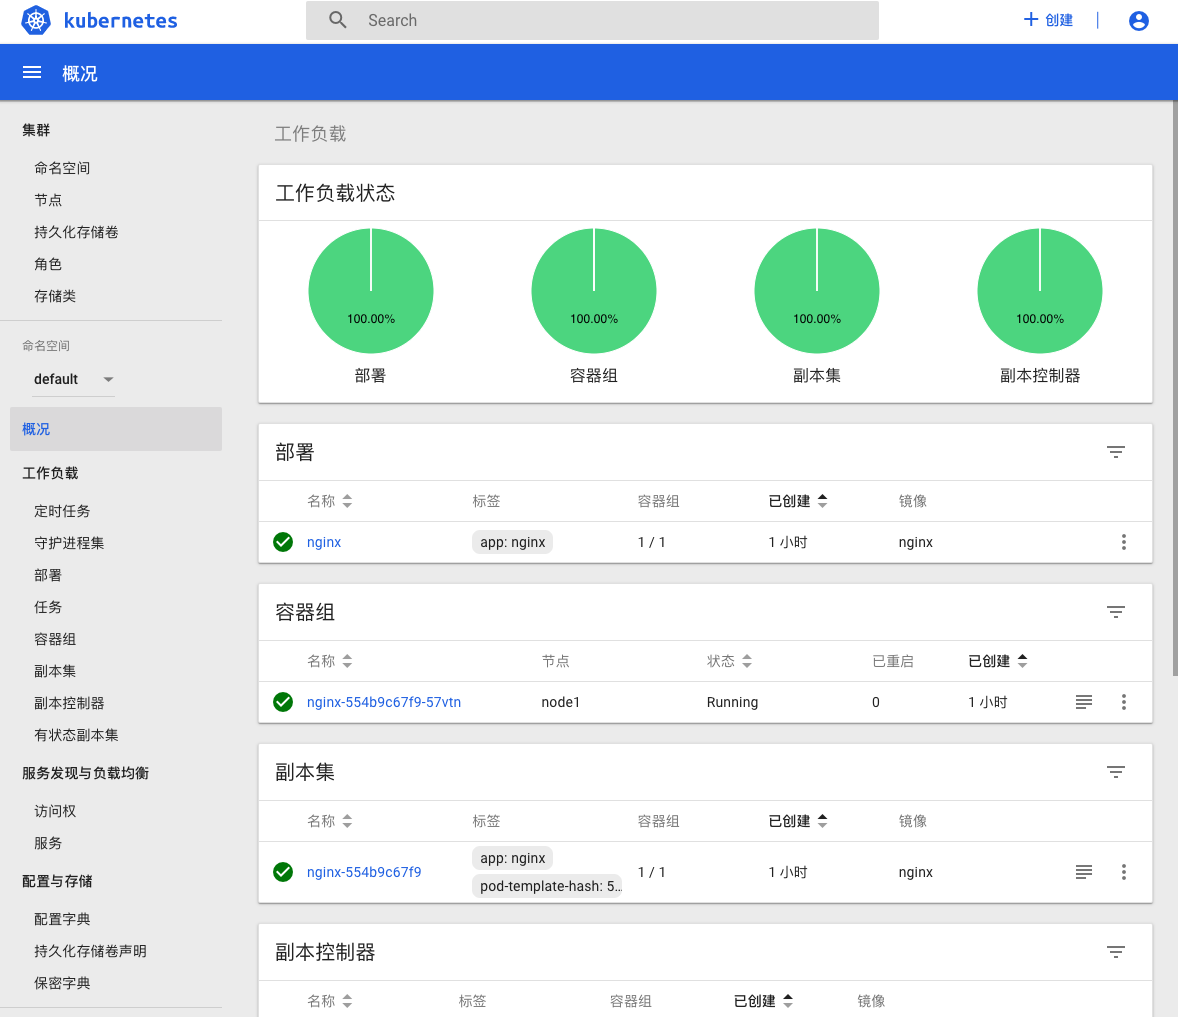 kubernetes
Search
创建
概况
集群
命名空间
节点
持久化存储卷
角色
存储类
命名空间
default
概况
工作负载
定时任务
守护进程集
部署
任务
容器组
副本集
副本控制器
有状态副本集
服务发现与负载均衡
访问权
服务
配置与存储
配置字典
持久化存储卷声明
保密字典
工作负载
工作负载状态
100.00% 100.00% 100.00% 100.00%
部署 容器组 副本集 副本控制器
部署
名称 标签 容器组 已创建 镜像
nginx app: nginx 1 / 1 1 小时 nginx
容器组
名称 节点 状态 已重启 已创建
nginx-554b9c67f9-57vtn node1 Running 0 1 小时
副本集
名称 标签 容器组 已创建 镜像
nginx-554b9c67f9 app: nginx 1 / 1 1 小时 nginx
pod-template-hash: 5…
副本控制器
名称 标签 容器组 已创建 镜像